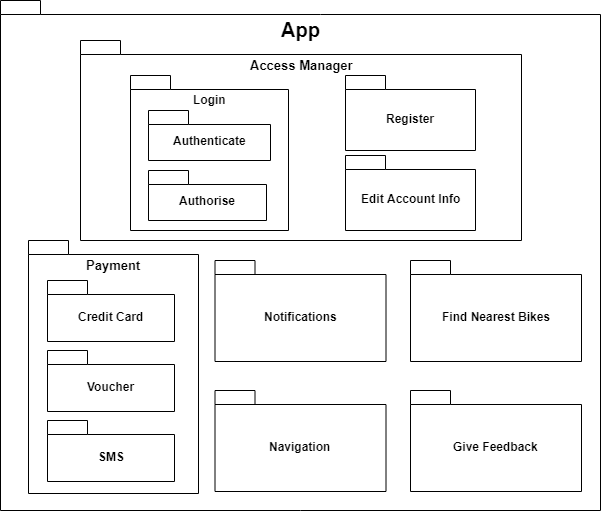 App
Access Manager
Login
Authenticate
Authorise
Register
Edit Account Info
Payment
Credit Card
Voucher
SMS
Notifications
Find Nearest Bikes
Navigation
Give Feedback